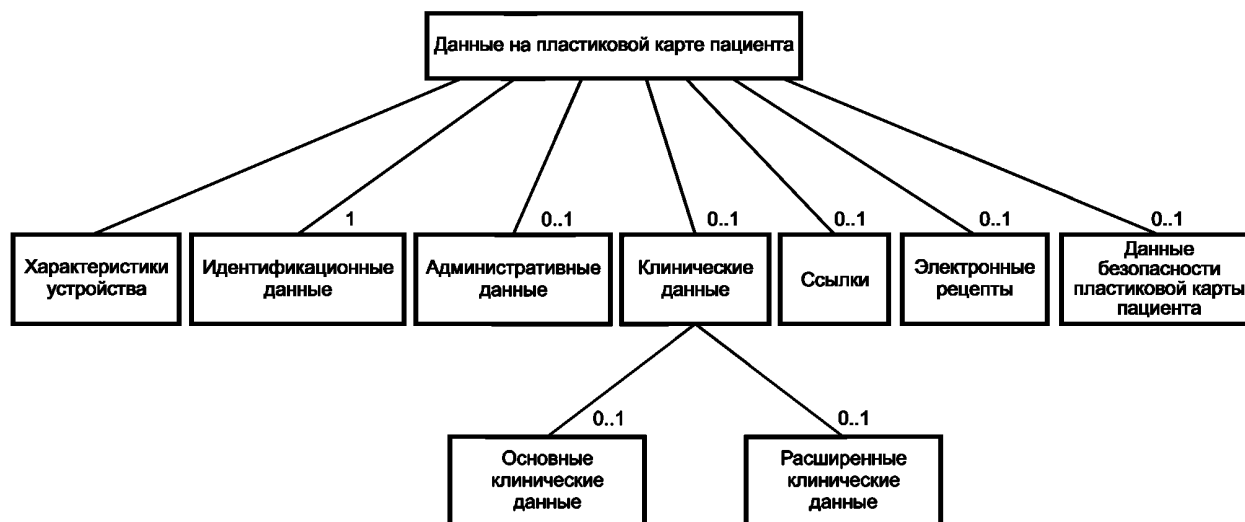 Данные на пластиковой карте пациента
1
0..1
0..1
0..1
0..1
0..1
Характеристики
устройства
Идентификационные
данные
Административные
данные
Клинические
данные
Ссылки
Электронные
рецепты
Данные
безопасности
пластиковой карты
пациента
0..1
0..1
Основные
клинические
данные
Расширенные
клинические
данные